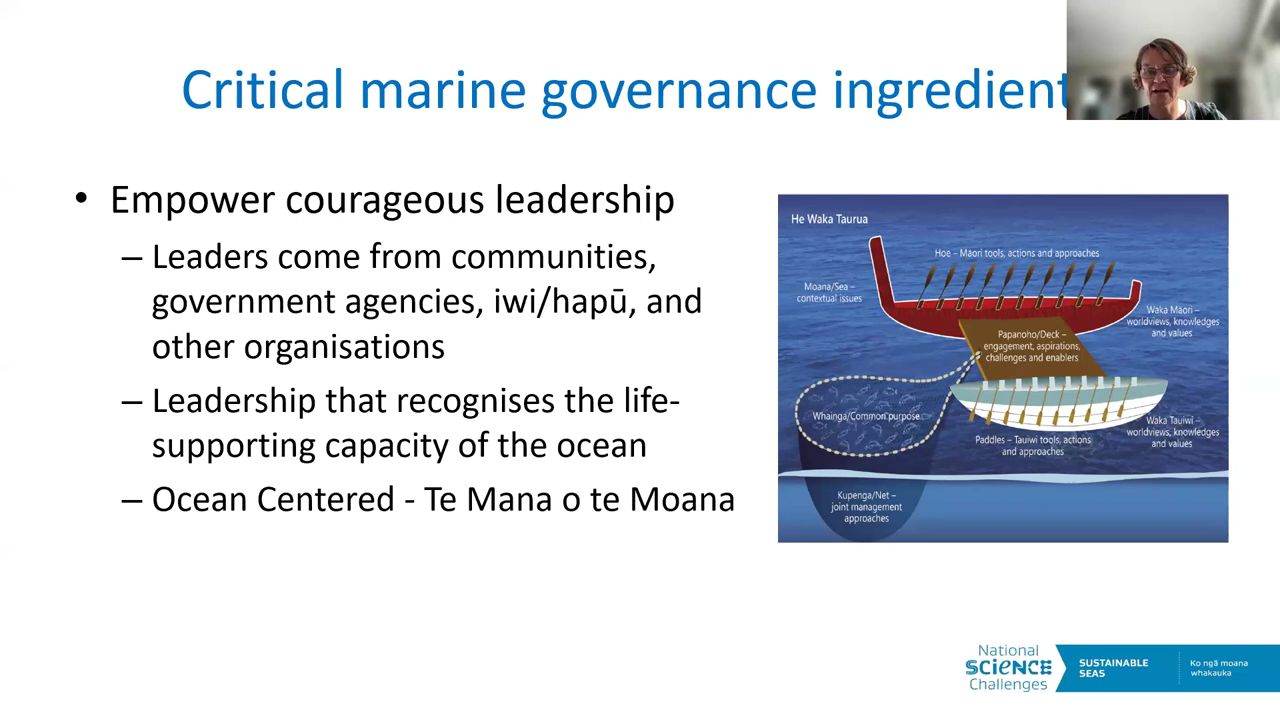 Critical marine governance ingredient
• Empower courageous leadership
– Leaders come from communities,
government agencies, iwi/hapū, and
other organisations
– Leadership that recognises the life-
supporting capacity of the ocean
– Ocean Centered - Te Mana o te Moana
He Waka Taurua
Hoe – Māori tools, actions and approaches
Moana/Sea –
contextual issues
Waka Māori –
worldviews, knowledges
and values
Papanoho/Deck –
engagement, aspirations,
challenges and enablers
Whainga/Common purpose
Waka Tauiwi –
worldviews, knowledges
and values
Paddles – Tauiwi tools, actions
and approaches
Kupenga/Net –
joint management
approaches
National
SCIENCE
Challenges
SUSTAINABLE
SEAS
Ko ngā moana
whakauka